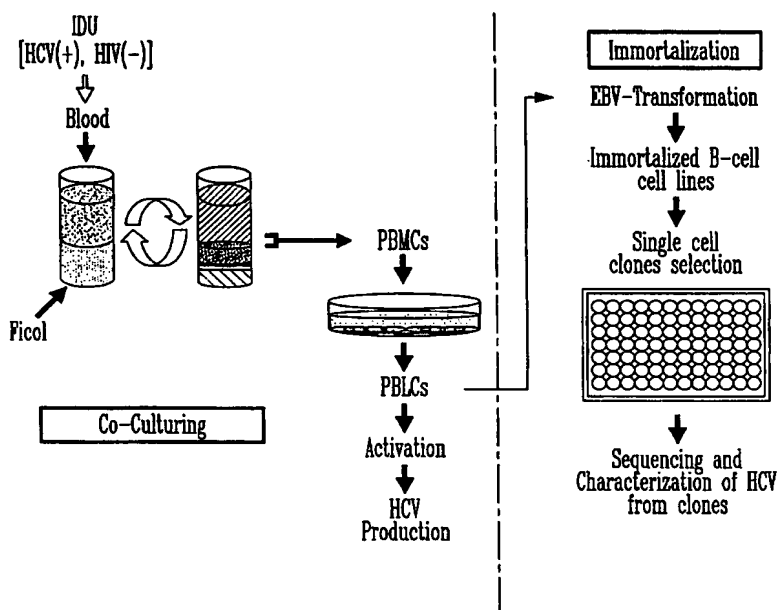 IDU
[HCV(+), HIV(-)]
Blood
Ficol
Co-Culturing
PBMCs
PBLCs
Activation
HCV
Production
Immortalization
EBV-Transformation
Immortalized B-cell
cell lines
Single cell
clones selection
Sequencing and
Characterization of HCV
from clones